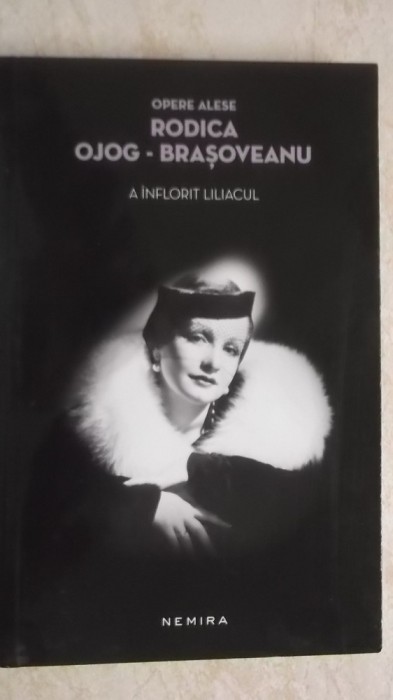 OPERE ALESE
RODICA
OJOG - BRAȘOVEANU
A ÎNFLORIT LILIACUL
NEMIRA